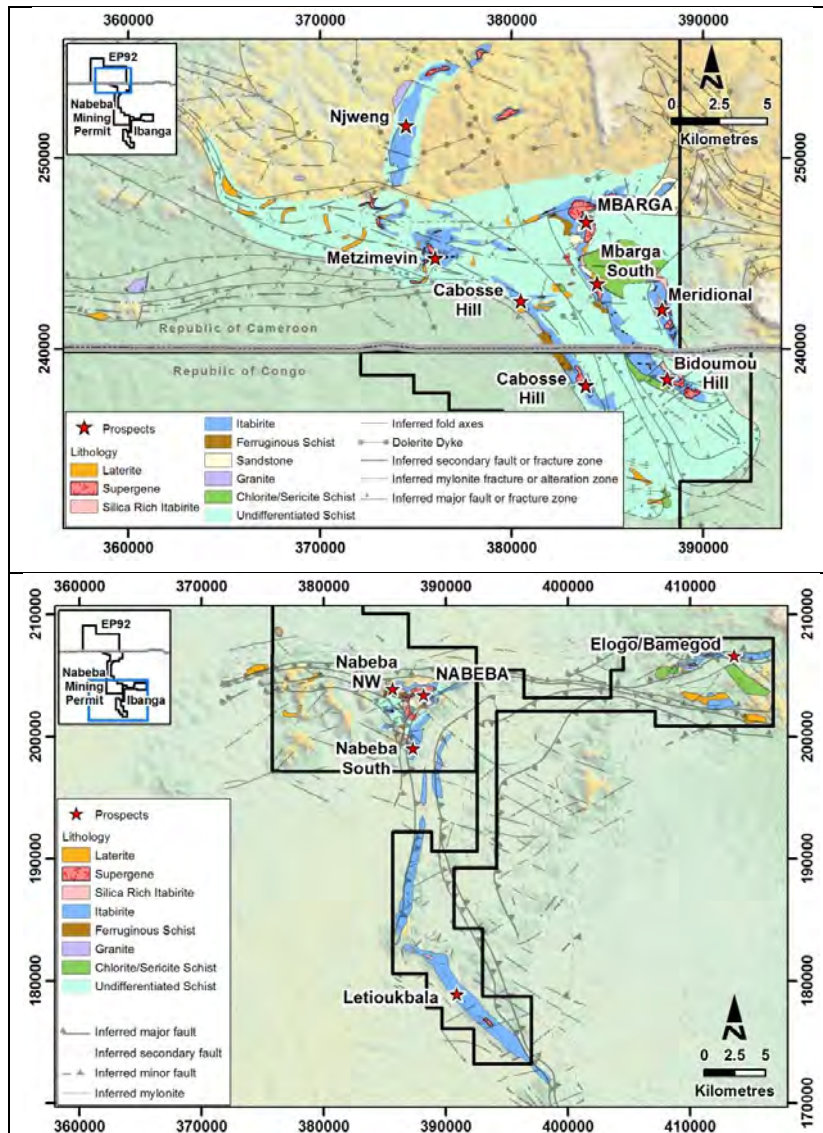 360000 370000 380000 390000
EP92
Nabeba
Mining
Permit
Ibanga
N
0 2.5 5
Kilometres
250000
240000
250000
240000
Njweng
MBARGA
Metzimevin
Mbarga
South
Cabosse
Hill
Meridional
Republic of Cameroon
Republic of Congo
Cabosse
Hill
Bidoumou
Hill
Prospects
Lithology
Laterite
Supergene
Silica Rich Itabirite
Itabirite
Ferruginous Schist
Sandstone
Granite
Chlorite/Sericite Schist
Undifferentiated Schist
Inferred fold axes
Dolerite Dyke
Inferred secondary fault or fracture zone
Inferred mylonite fracture or alteration zone
Inferred major fault or fracture zone
360000 370000 380000 390000
360000 370000 380000 390000 400000 410000
EP92
Nabeba
Mining
Permit
Ibanga
210000
200000
190000
180000
170000
210000
200000
190000
180000
Elogo/Bamegod
Nabeba
NW
NABEBA
Nabeba
South
Letioukbala
Prospects
Lithology
Laterite
Supergene
Silica Rich Itabirite
Itabirite
Ferruginous Schist
Granite
Chlorite/Sericite Schist
Undifferentiated Schist
Inferred major fault
Inferred secondary fault
Inferred minor fault
Inferred mylonite
N
0 2.5 5
Kilometres
360000 370000 380000 390000 400000 410000